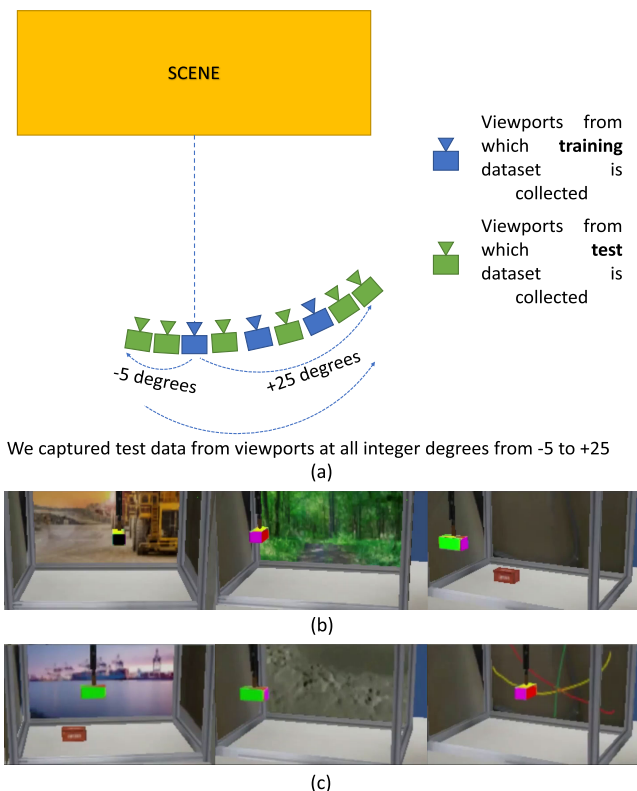 SCENE
Viewports from
which training
dataset is
collected
Viewports from
which test
dataset is
collected
-5 degrees
+25 degrees
We captured test data from viewports at all integer degrees from -5 to +25
(a)
(b)
(c)